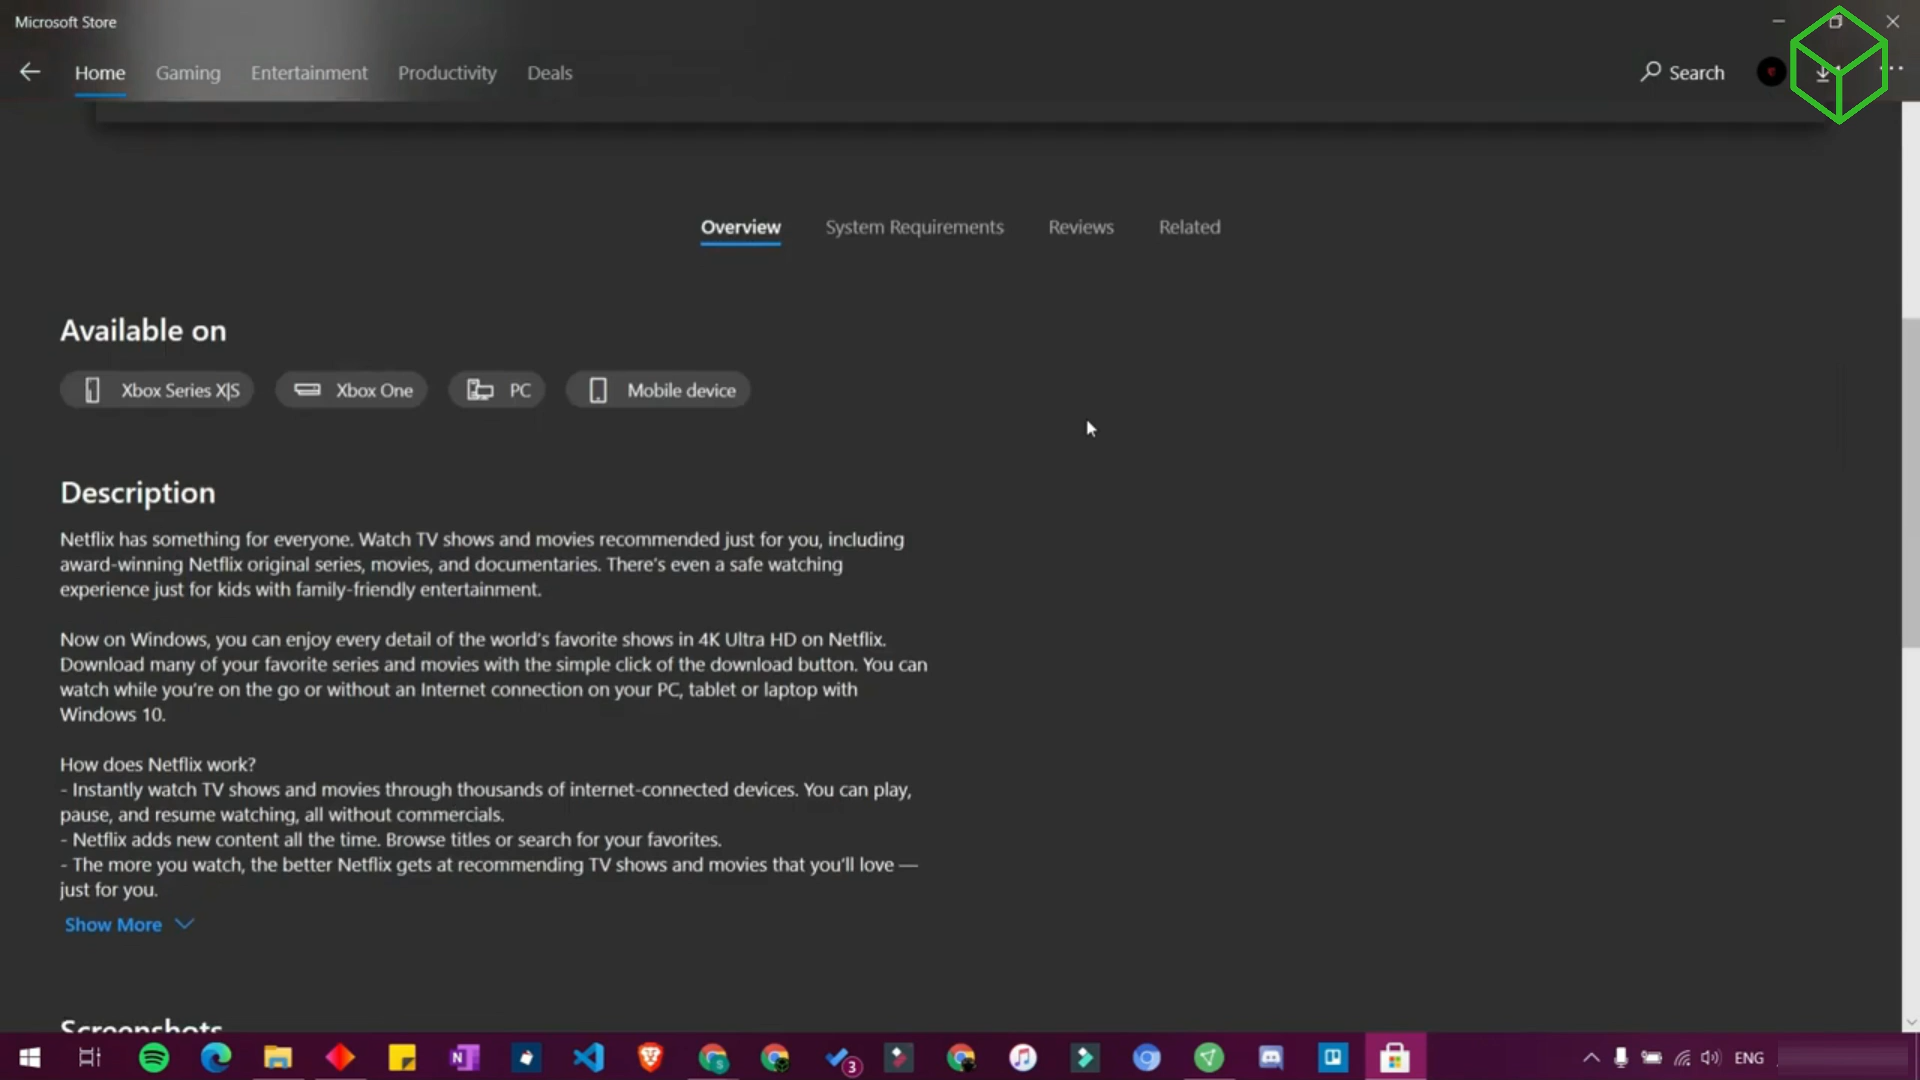 Microsoft Store
Home Gaming Entertainment Productivity Deals Search
Overview System Requirements Reviews Related
Available on
Xbox Series X|S Xbox One PC Mobile device
Description
Netflix has something for everyone. Watch TV shows and movies recommended just for you, including
award-winning Netflix original series, movies, and documentaries. There's even a safe watching
experience just for kids with family-friendly entertainment.
Now on Windows, you can enjoy every detail of the world's favorite shows in 4K Ultra HD on Netflix.
Download many of your favorite series and movies with the simple click of the download button. You can
watch while you're on the go or without an Internet connection on your PC, tablet or laptop with
Windows 10.
How does Netflix work?
- Instantly watch TV shows and movies through thousands of internet-connected devices. You can play,
pause, and resume watching, all without commercials.
- Netflix adds new content all the time. Browse titles or search for your favorites.
- The more you watch, the better Netflix gets at recommending TV shows and movies that you'll love —
just for you.
Show More
Screenshots
N S 3 ENG